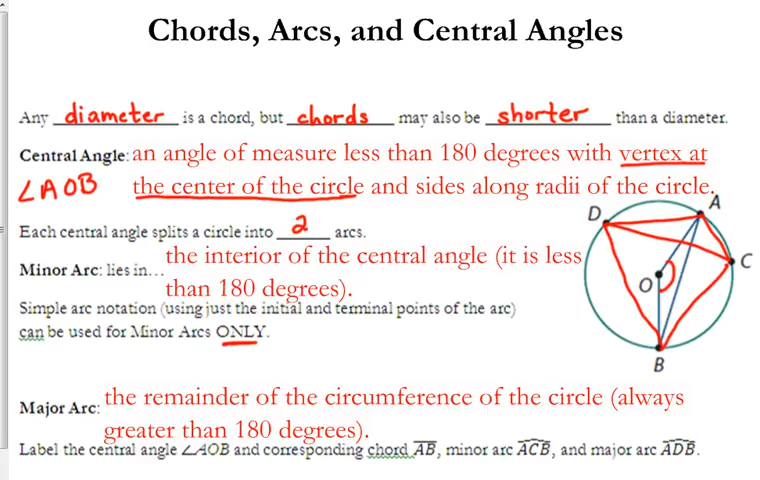 Chords, Arcs, and Central Angles
Any diameter is a chord, but chords may also be shorter than a diameter.
Central Angle: an angle of measure less than 180 degrees with vertex at
∠AOB the center of the circle and sides along radii of the circle.
Each central angle splits a circle into 2 arcs.
Minor Arc: lies in... the interior of the central angle (it is less
than 180 degrees).
Simple arc notation (using just the initial and terminal points of the arc)
can be used for Minor Arcs ONLY.
A
D
C
O
B
Major Arc: the remainder of the circumference of the circle (always
greater than 180 degrees).
Label the central angle ∠AOB and corresponding chord A̅B̅, minor arc A͡CB, and major arc A͡DB.